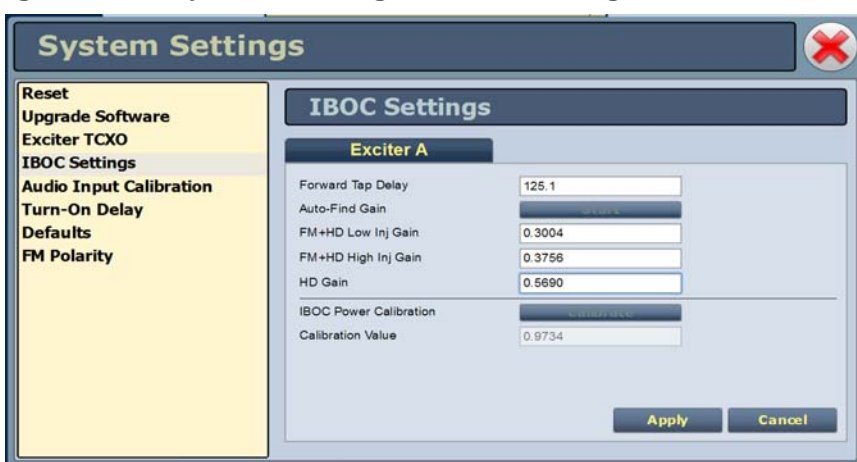 System Settings
Reset
Upgrade Software
Exciter TCXO
IBOC Settings
Audio Input Calibration
Turn-On Delay
Defaults
FM Polarity
IBOC Settings
Exciter A
Forward Tap Delay 125.1
Auto-Find Gain Start
FM+HD Low Inj Gain 0.3004
FM+HD High Inj Gain 0.3756
HD Gain 0.5690
IBOC Power Calibration Calibrate
Calibration Value 0.9734
Apply Cancel